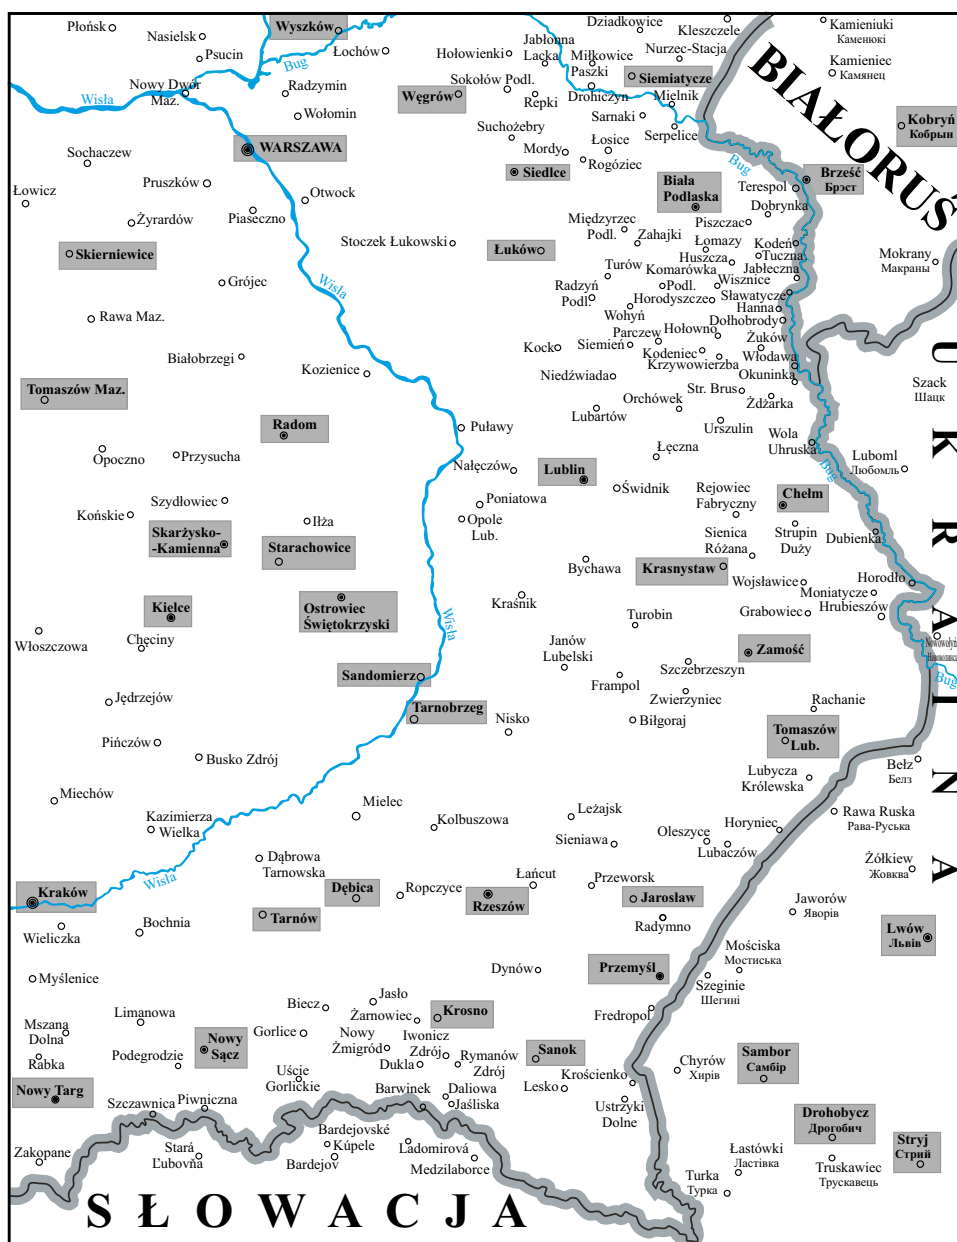 Płońsk
Nasielsk
Psucin
Wyszków
Łochów
Bug
Wisła
Nowy Dwór
Maz.
Radzymin
Wołomin
WARSZAWA
Sochaczew
Łowicz
Pruszków
Otwock
Żyrardów
Piaseczno
Skierniewice
Grójec
Wisła
Rawa Maz.
Białobrzegi
Kozienice
Tomaszów Maz.
Radom
Opoczno
Przysucha
Szydłowiec
Końskie
Skarżysko-
-Kamienna
Iłża
Starachowice
Kielce
Ostrowiec
Świętokrzyski
Włoszczowa
Chęciny
Wisła
Sandomierz
Tarnobrzeg
Jędrzejów
Pińczów
Busko Zdrój
Miechów
Kazimierza
Wielka
Mielec
Kolbuszowa
Nisko
Dąbrowa
Tarnowska
Wisła
Kraków
Wieliczka
Bochnia
Tarnów
Dębica
Ropczyce
Rzeszów
Łańcut
Myślenice
Mszana
Dolna
Rabka
Limanowa
Podegrodzie
Nowy
Sącz
Nowy Targ
Biecz
Gorlice
Jasło
Żarnowiec
Nowy
Żmigród
Krosno
Iwonicz
Zdrój
Dukla
Rymanów
Zdrój
Uście
Gorlickie
Szczawnica
Piwniczna
Barwinek
Daliowa
Jaśliska
Zakopane
Stará
Ľubovňa
Bardejovské
Kúpele
Bardejov
Ladomirová
Medzilaborce
SŁOWACJA
Dziadkowice
Kleszczele
Kamieniuki
Каменюкі
Jabłonna
Lacka
Hołowienki
Miłkowice
Paszki
Nurzec-Stacja
Siemiatycze
Kamieniec
Камянец
BIAŁORUŚ
Węgrów
Sokołów Podl.
Repki
Drohiczyn
Mielnik
Sarnaki
Serpelice
Kobryń
Кобрын
Suchożebry
Mordy
Łosice
Rogóziec
Siedlce
Biała
Podlaska
Bug
Terespol
Brześć
Брэст
Dobrynka
Międzyrzec
Podl.
Zahajki
Piszczac
Stoczek Łukowski
Łuków
Łomazy
Kodeń
Tuczna
Huszcza
Jabłeczna
Mokrany
Макраны
Turów
Komarówka
Podl.
Wisznice
Radzyń
Podl.
Horodyszcze
Sławatycze
Hanna
Wohyń
Dołhobrody
Parczew
Hołowno
Siemień
Kock
Kodeniec
Żuków
Krzywowierzba
Włodawa
Niedźwiada
Okuninka
Str. Brus
Szack
Шацк
Orchówek
Żdżarka
Lubartów
Urszulin
Puławy
Wola
Uhruska
Łęczna
Luboml
Любомль
Bug
Nałęczów
Lublin
Świdnik
Rejowiec
Fabryczny
Chełm
Poniatowa
Opole
Lub.
Sienica
Różana
Strupin
Duży
Dubienka
Bychawa
Krasnystaw
Wojsławice
Horodło
Moniatycze
Hrubieszów
Kraśnik
Grabowiec
Turobin
Janów
Lubelski
Szczebrzeszyn
Zamość
Frampol
Zwierzyniec
Bug
Biłgoraj
Rachanie
Tomaszów
Lub.
Bełz
Белз
Lubycza
Królewska
UKRAINA
Leżajsk
Sieniawa
Oleszyce
Horyniec
Lubaczów
Rawa Ruska
Рава-Руська
Żółkiew
Жовква
Przeworsk
Jarosław
Radymno
Jaworów
Яворів
Lwów
Львів
Mościska
Мостиська
Dynów
Przemyśl
Szeginie
Шегині
Fredropol
Sanok
Lesko
Krościenko
Ustrzyki
Dolne
Chyrów
Хирів
Sambor
Самбір
Drohobycz
Дрогобич
Stryj
Стрий
Turka
Турка
Łastówki
Ластівка
Truskawiec
Трускавець